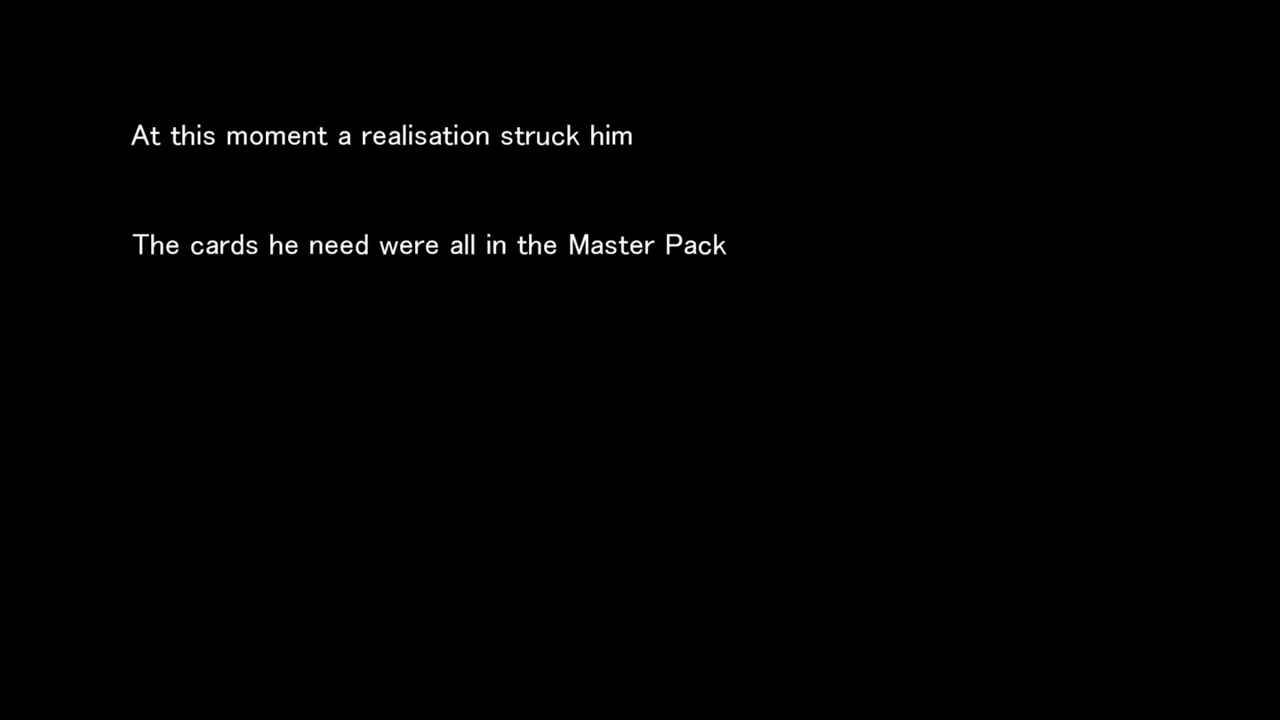 At this moment a realisation struck him
The cards he need were all in the Master Pack